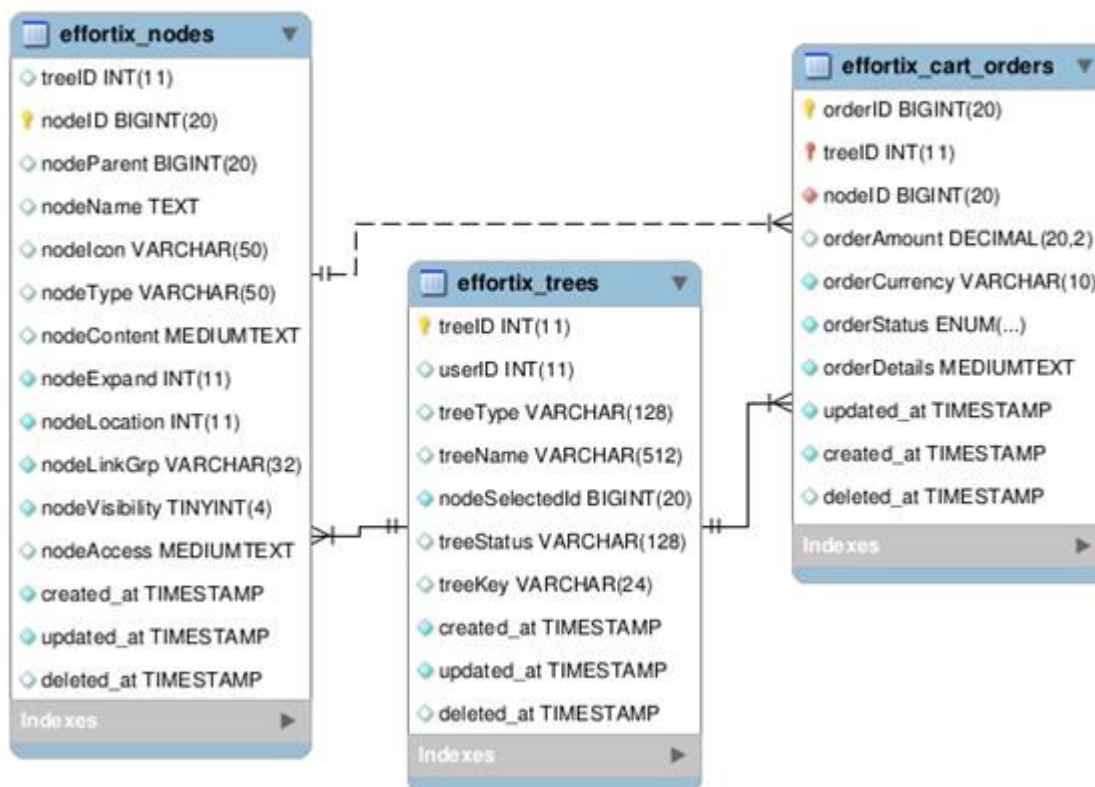 effortix_nodes
treeID INT(11)
nodeID BIGINT(20)
nodeParent BIGINT(20)
nodeName TEXT
nodeIcon VARCHAR(50)
nodeType VARCHAR(50)
nodeContent MEDIUMTEXT
nodeExpand INT(11)
nodeLocation INT(11)
nodeLinkGrp VARCHAR(32)
nodeVisibility TINYINT(4)
nodeAccess MEDIUMTEXT
created_at TIMESTAMP
updated_at TIMESTAMP
deleted_at TIMESTAMP
Indexes
effortix_trees
treeID INT(11)
userID INT(11)
treeType VARCHAR(128)
treeName VARCHAR(512)
nodeSelectedId BIGINT(20)
treeStatus VARCHAR(128)
treeKey VARCHAR(24)
created_at TIMESTAMP
updated_at TIMESTAMP
deleted_at TIMESTAMP
Indexes
effortix_cart_orders
orderID BIGINT(20)
treeID INT(11)
nodeID BIGINT(20)
orderAmount DECIMAL(20,2)
orderCurrency VARCHAR(10)
orderStatus ENUM(...)
orderDetails MEDIUMTEXT
updated_at TIMESTAMP
created_at TIMESTAMP
deleted_at TIMESTAMP
Indexes